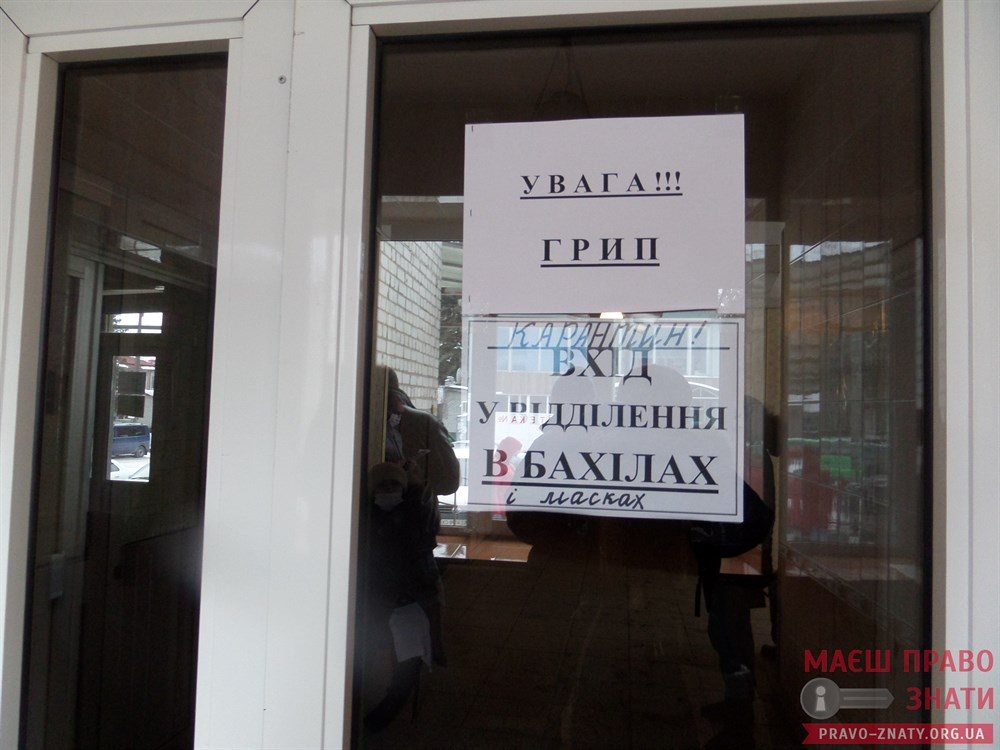 УВАГА!!!
ГРИП
КАРАНТИН!
ВХІД
У ВІДДІЛЕННЯ
В БАХІЛАХ
і масках
МАЄШ ПРАВО
ЗНАТИ
PRAVO-ZNATY.ORG.UA